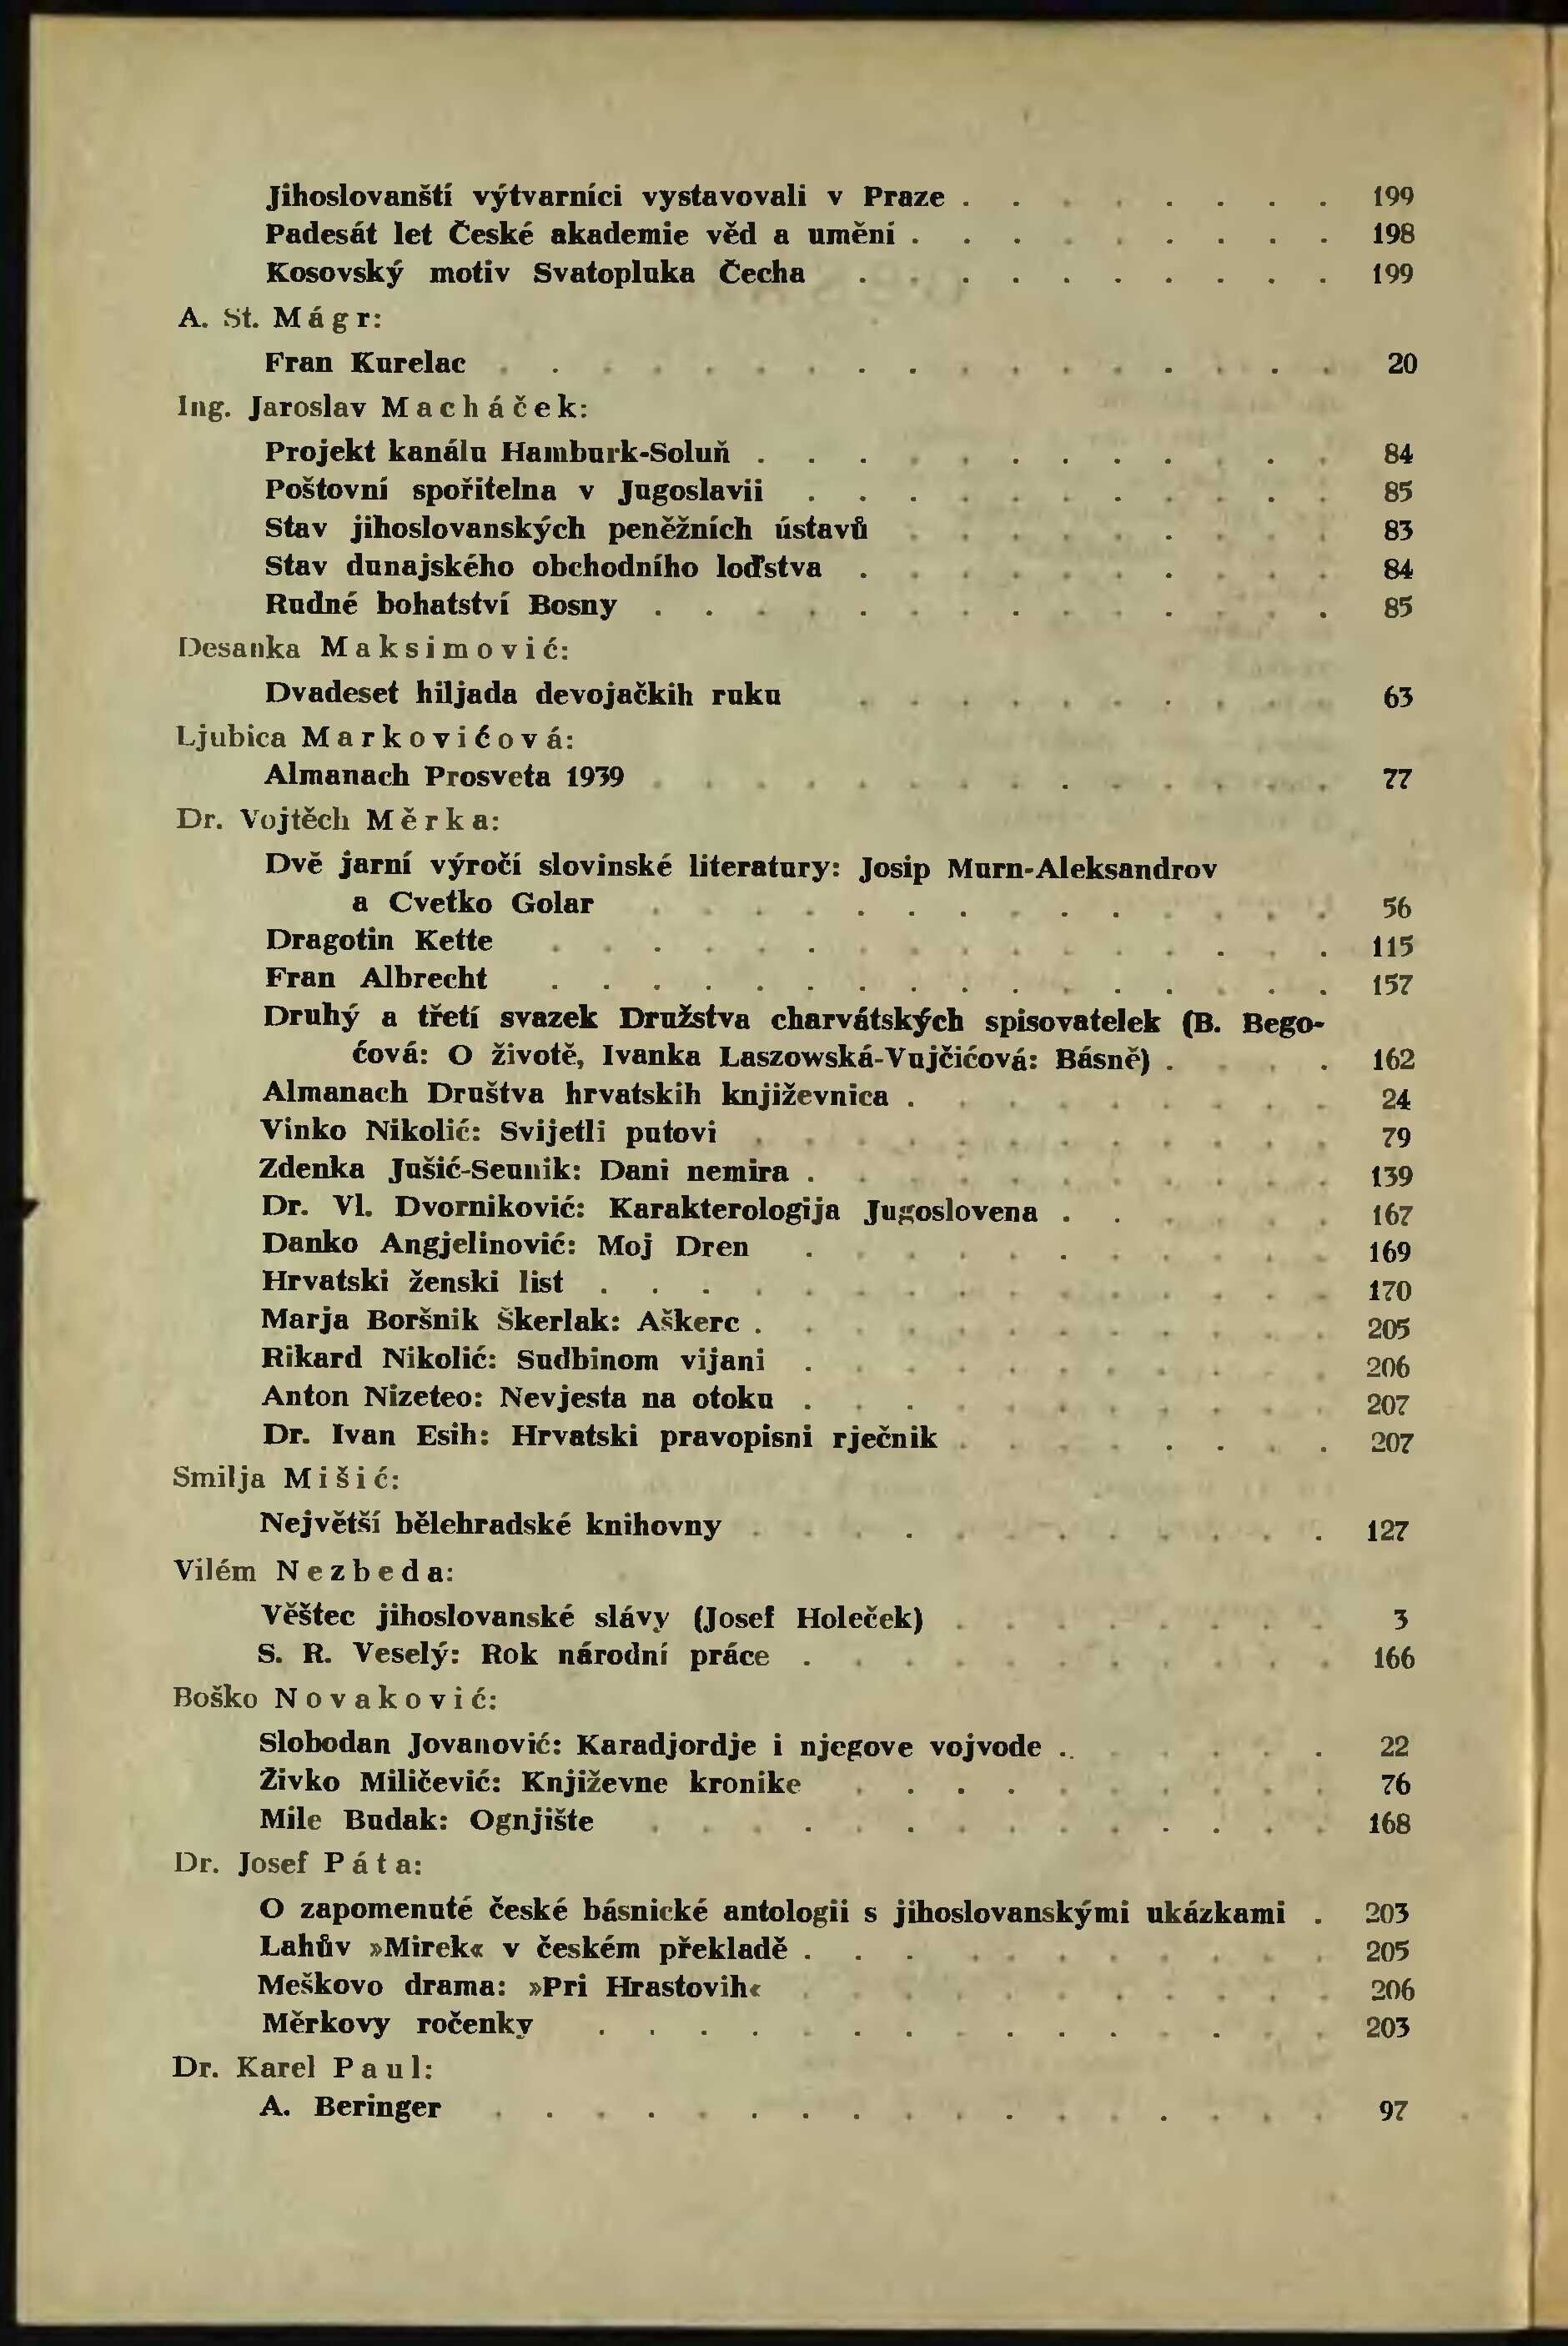 Jihoslovanští výtvarníci vystavovali v Praze . . . . . . . . 199
Padesát let České akademie věd a umění . . . . . . . . . 198
Kosovský motiv Svatopluka Čecha . . . . . . . . . . 199
A. St. Mágr:
Fran Kurelac . . . . . . . . . . . . . . . . . 20
Ing. Jaroslav Macháček:
Projekt kanálu Hamburk-Soluň . . . . . . . . . . . . 84
Poštovní spořitelna v Jugoslavii . . . . . . . . . . . 85
Stav jihoslovanských peněžních ústavů . . . . . . . . . 83
Stav dunajského obchodního loďstva . . . . . . . . . . 84
Rudné bohatství Bosny . . . . . . . . . . . . . . 85
Desanka Maksimović:
Dvadeset hiljada devojačkih ruku . . . . . . . . . . 63
Ljubica Markovićová:
Almanach Prosveta 1939 . . . . . . . . . . . . . . 77
Dr. Vojtěch Měrka:
Dvě jarní výročí slovinské literatury: Josip Murn-Aleksandrov
a Cvetko Golar . . . . . . . . . . . . . . 56
Dragotin Kette . . . . . . . . . . . . . . . . 115
Fran Albrecht . . . . . . . . . . . . . . . . 157
Druhý a třetí svazek Družstva charvátských spisovatelek (B. Bego-
ćová: O životě, Ivanka Laszowská-Vujčićová: Básně) . . . . 162
Almanach Društva hrvatskih književnica . . . . . . . . . 24
Vinko Nikolić: Svijetli putovi . . . . . . . . . . . . 79
Zdenka Jušić-Seunik: Dani nemira . . . . . . . . . . . 139
Dr. Vl. Dvorniković: Karakterologija Jugoslovena . . . . . . 167
Danko Angjelinović: Moj Dren . . . . . . . . . . . 169
Hrvatski ženski list . . . . . . . . . . . . . . . 170
Marja Boršnik Škerlak: Aškerc . . . . . . . . . . . . 205
Rikard Nikolić: Sudbinom vijani . . . . . . . . . . . 206
Anton Nizeteo: Nevjesta na otoku . . . . . . . . . . . 207
Dr. Ivan Esih: Hrvatski pravopisni rječnik . . . . . . . . 207
Smilja Mišić:
Největší bělehradské knihovny . . . . . . . . . . . . 127
Vilém Nezbeda:
Věštec jihoslovanské slávy (Josef Holeček) . . . . . . . . 3
S. R. Veselý: Rok národní práce . . . . . . . . . . . 166
Boško Novaković:
Slobodan Jovanović: Karadjordje i njegove vojvode . . . . . . 22
Živko Miličević: Književne kronike . . . . . . . . . . 76
Mile Budak: Ognjište . . . . . . . . . . . . . . 168
Dr. Josef Páta:
O zapomenuté české básnické antologii s jihoslovanskými ukázkami . 203
Lahův »Mirek« v českém překladě . . . . . . . . . . . 205
Meškovo drama: »Pri Hrastovih« . . . . . . . . . . . 206
Měrkovy ročenky . . . . . . . . . . . . . . . 203
Dr. Karel Paul:
A. Beringer . . . . . . . . . . . . . . . . . 97